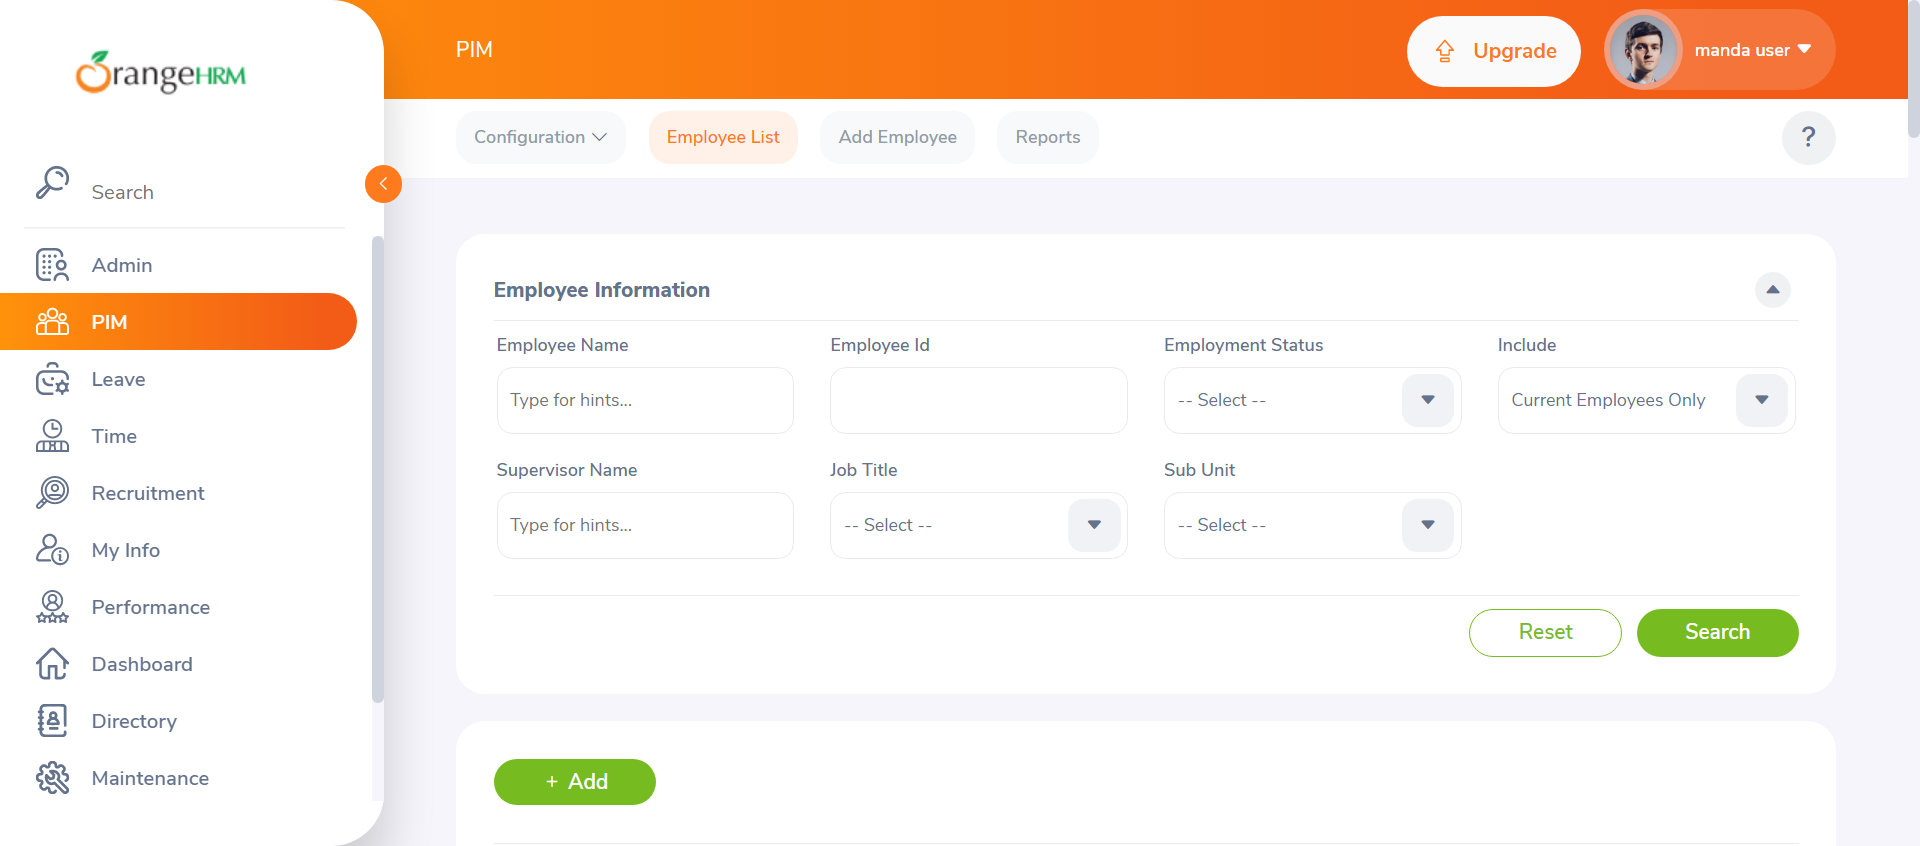 OrangeHRM
PIM
Upgrade
manda user
Configuration
Employee List
Add Employee
Reports
?
Search
Admin
PIM
Leave
Time
Recruitment
My Info
Performance
Dashboard
Directory
Maintenance
Employee Information
Employee Name
Employee Id
Employment Status
Include
Type for hints...
-- Select --
Current Employees Only
Supervisor Name
Job Title
Sub Unit
Type for hints...
-- Select --
-- Select --
Reset
Search
+ Add